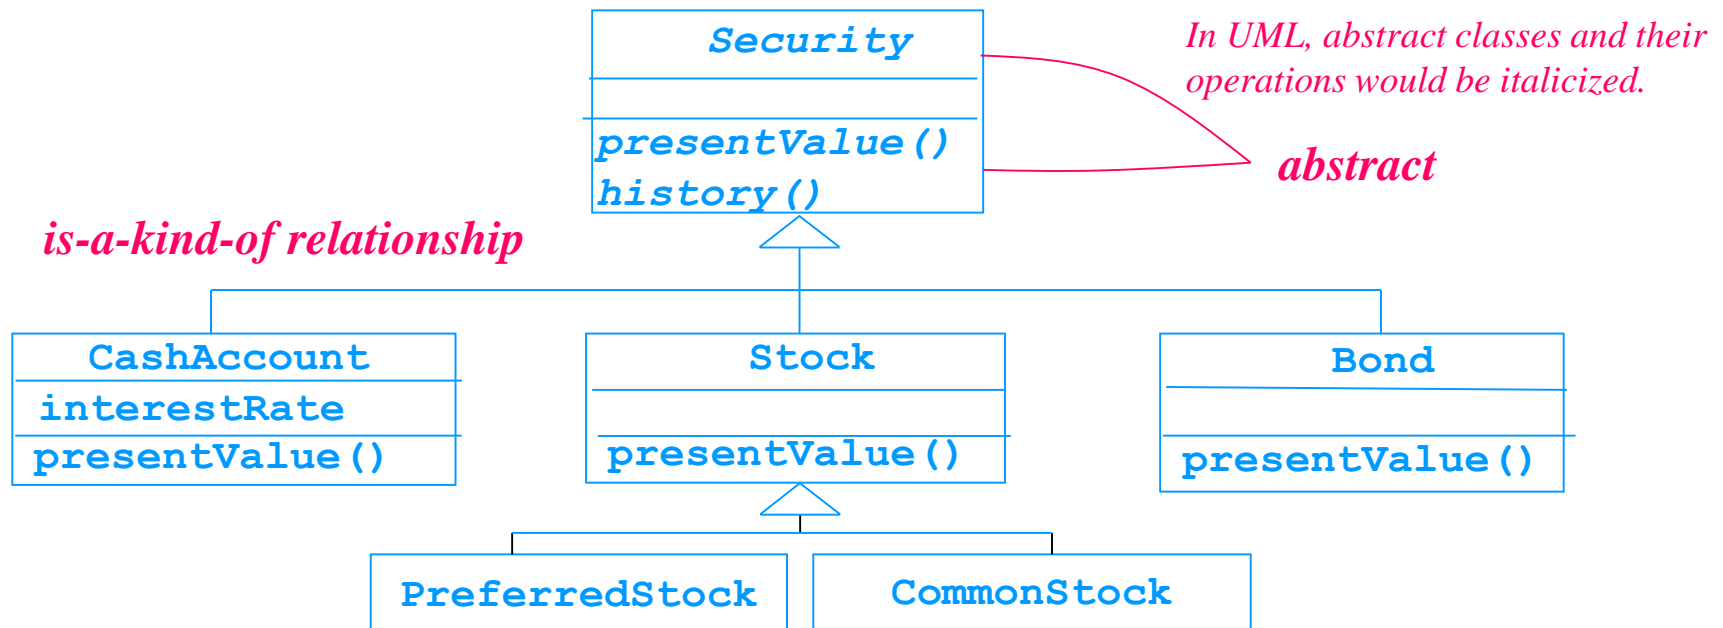 Security
In UML, abstract classes and their
operations would be italicized.
presentValue()
history()
abstract
is-a-kind-of relationship
CashAccount
interestRate
presentValue()
Stock
presentValue()
Bond
presentValue()
PreferredStock
CommonStock